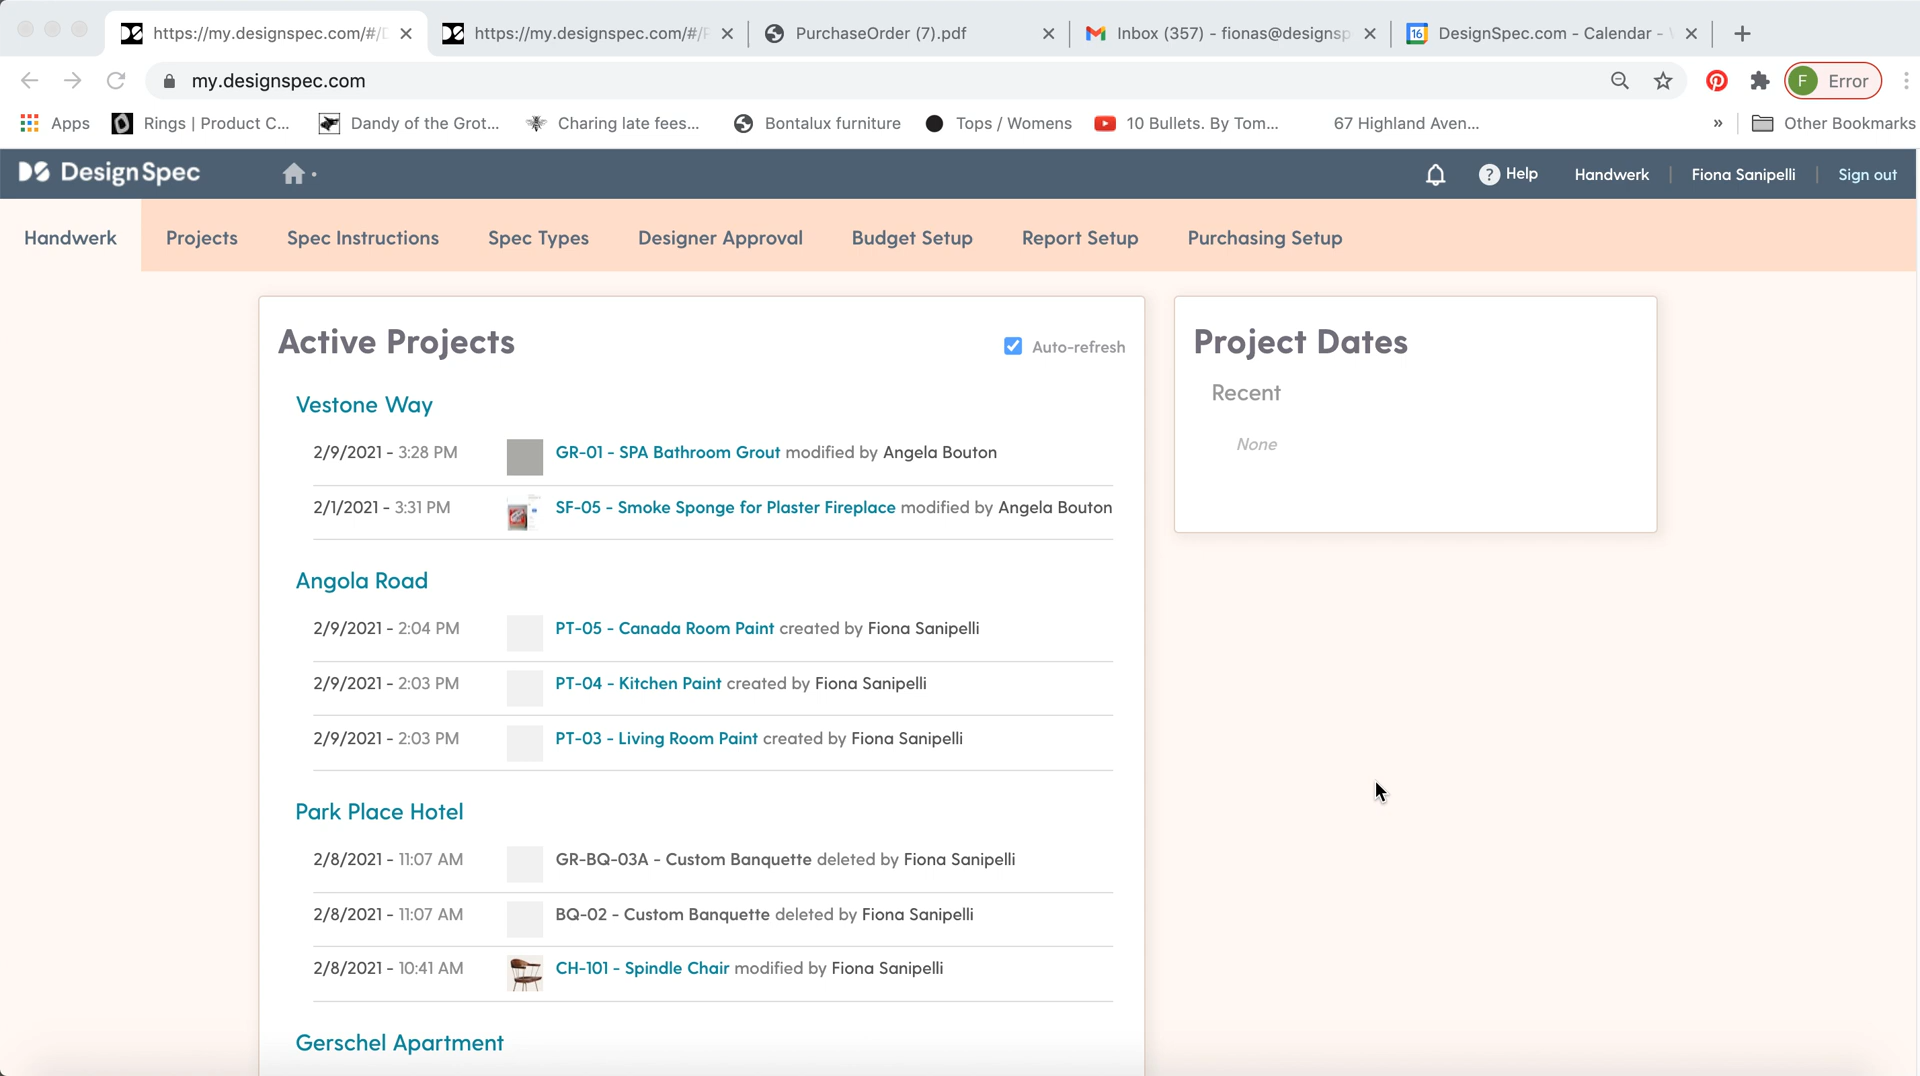 https://my.designspec.com/#/
https://my.designspec.com/#/
PurchaseOrder (7).pdf
Inbox (357) - fionas@designsp
16
DesignSpec.com - Calendar -
my.designspec.com
F
Error
Apps
Rings | Product C...
Dandy of the Grot...
Charing late fees...
Bontalux furniture
Tops / Womens
10 Bullets. By Tom...
67 Highland Aven...
»
Other Bookmarks
DS DesignSpec
? Help
Handwerk
Fiona Sanipelli
Sign out
Handwerk
Projects
Spec Instructions
Spec Types
Designer Approval
Budget Setup
Report Setup
Purchasing Setup
Active Projects
Auto-refresh
Vestone Way
2/9/2021 - 3:28 PM GR-01 - SPA Bathroom Grout modified by Angela Bouton
2/1/2021 - 3:31 PM SF-05 - Smoke Sponge for Plaster Fireplace modified by Angela Bouton
Angola Road
2/9/2021 - 2:04 PM PT-05 - Canada Room Paint created by Fiona Sanipelli
2/9/2021 - 2:03 PM PT-04 - Kitchen Paint created by Fiona Sanipelli
2/9/2021 - 2:03 PM PT-03 - Living Room Paint created by Fiona Sanipelli
Park Place Hotel
2/8/2021 - 11:07 AM GR-BQ-03A - Custom Banquette deleted by Fiona Sanipelli
2/8/2021 - 11:07 AM BQ-02 - Custom Banquette deleted by Fiona Sanipelli
2/8/2021 - 10:41 AM CH-101 - Spindle Chair modified by Fiona Sanipelli
Gerschel Apartment
Project Dates
Recent
None